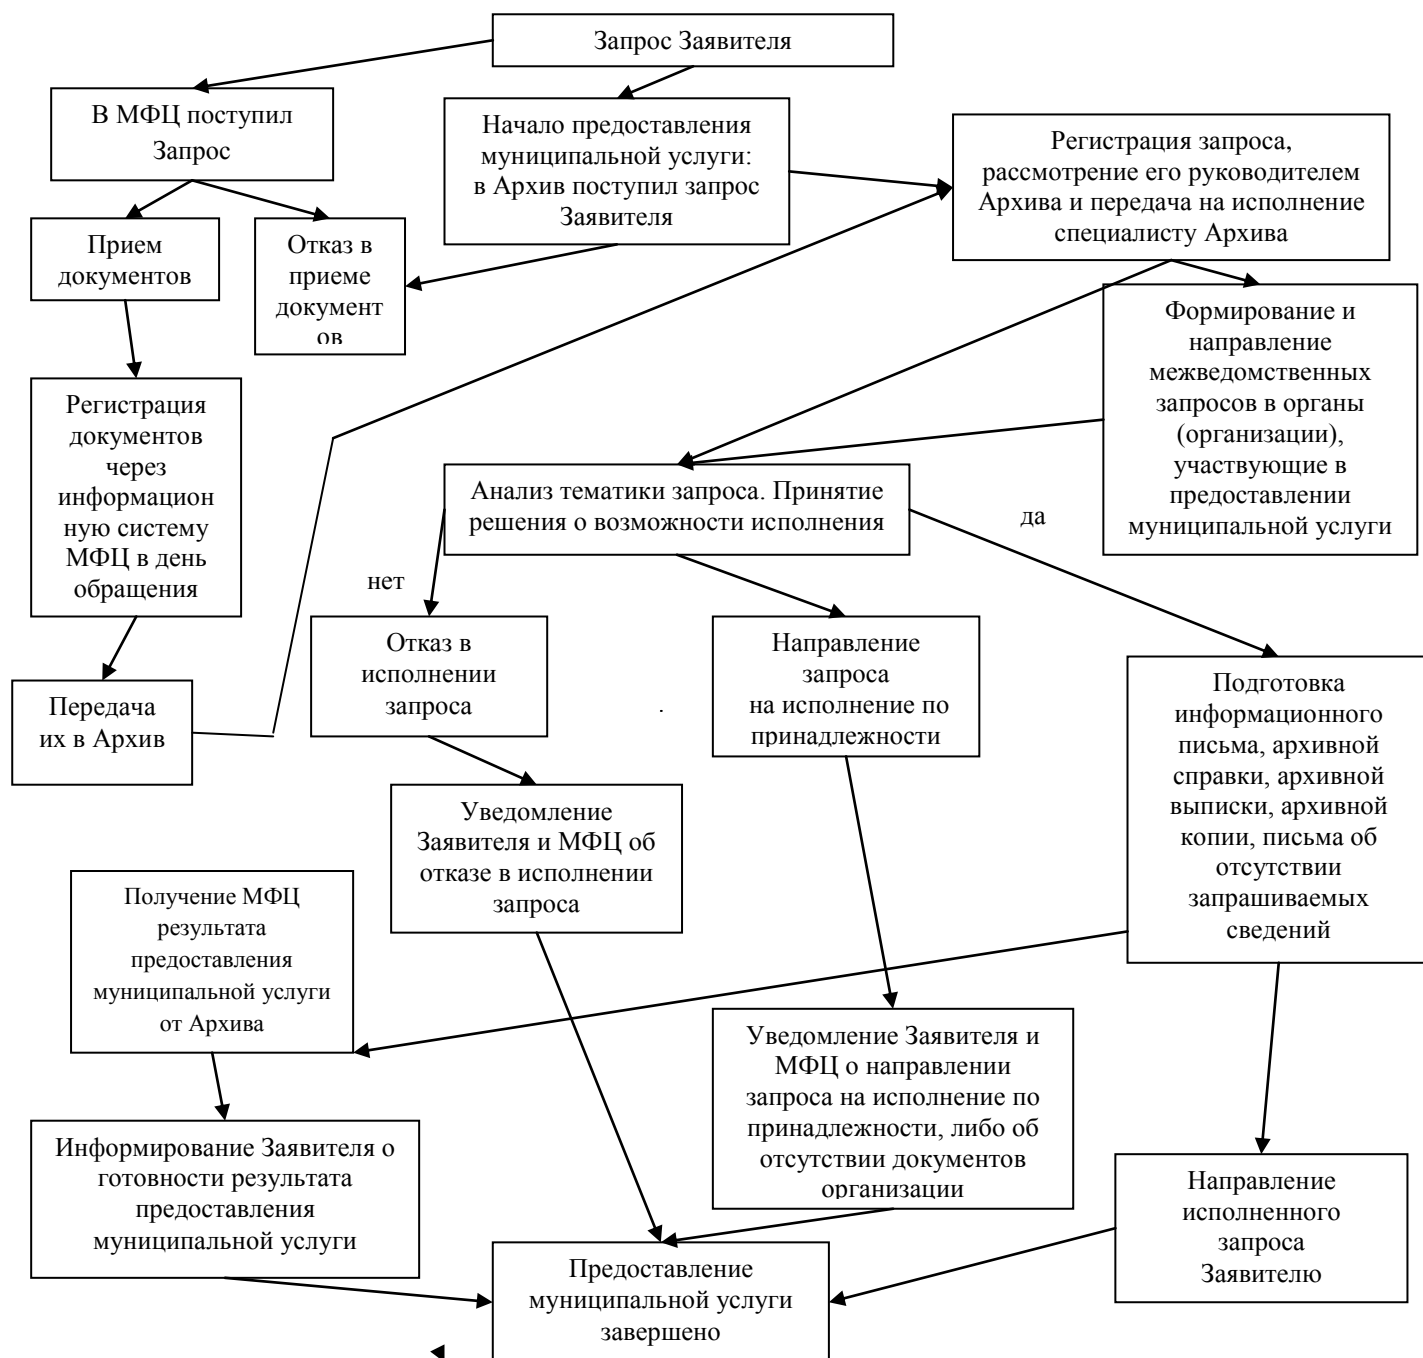 Запрос Заявителя
В МФЦ поступил
Запрос
Начало предоставления
муниципальной услуги:
в Архив поступил запрос
Заявителя
Регистрация запроса,
рассмотрение его руководителем
Архива и передача на исполнение
специалисту Архива
Прием
документов
Отказ в
приеме
документ
ов
Формирование и
направление
межведомственных
запросов в органы
(организации),
участвующие в
предоставлении
муниципальной услуги
Регистрация
документов
через
информацион
ную систему
МФЦ в день
обращения
Анализ тематики запроса. Принятие
решения о возможности исполнения
да
нет
Отказ в
исполнении
запроса
Направление
запроса
на исполнение по
принадлежности
Подготовка
информационного
письма, архивной
справки, архивной
выписки, архивной
копии, письма об
отсутствии
запрашиваемых
сведений
Передача
их в Архив
.
Уведомление
Заявителя и МФЦ об
отказе в исполнении
запроса
Получение МФЦ
результата
предоставления
муниципальной услуги
от Архива
Уведомление Заявителя и
МФЦ о направлении
запроса на исполнение по
принадлежности, либо об
отсутствии документов
организации
Информирование Заявителя о
готовности результата
предоставления
муниципальной услуги
Направление
исполненного
запроса
Заявителю
Предоставление
муниципальной услуги
завершено